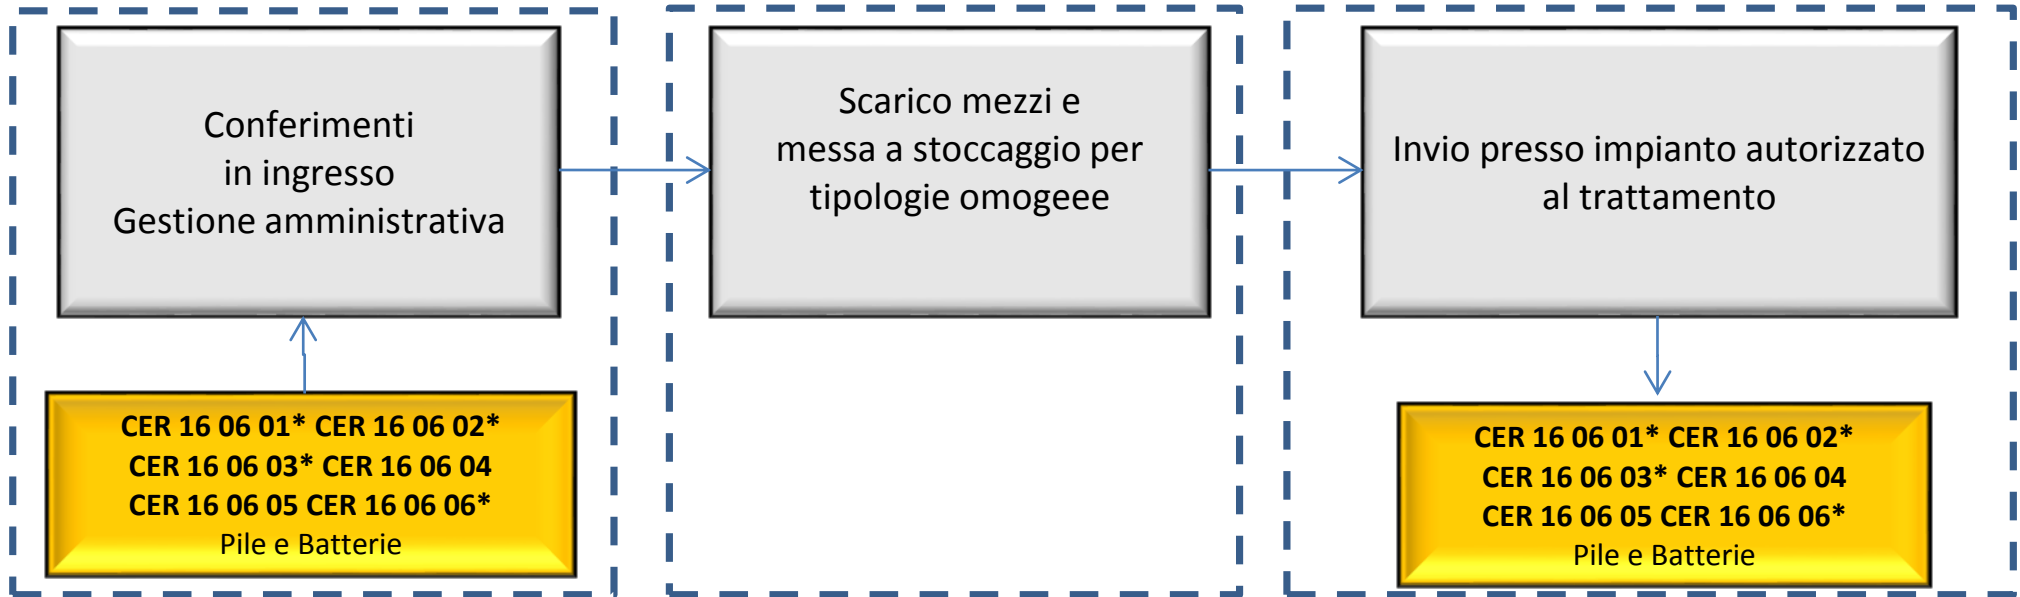 Conferimenti
in ingresso
Gestione amministrativa
CER 16 06 01* CER 16 06 02*
CER 16 06 03* CER 16 06 04
CER 16 06 05 CER 16 06 06*
Pile e Batterie
Scarico mezzi e
messa a stoccaggio per
tipologie omogeee
Invio presso impianto autorizzato
al trattamento
CER 16 06 01* CER 16 06 02*
CER 16 06 03* CER 16 06 04
CER 16 06 05 CER 16 06 06*
Pile e Batterie